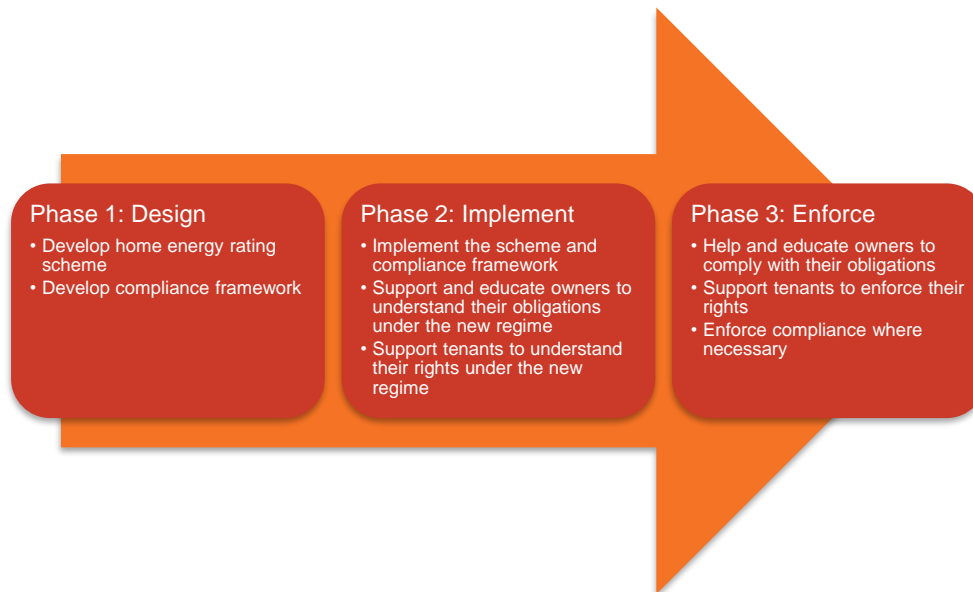 Phase 1: Design
• Develop home energy rating
scheme
• Develop compliance framework
Phase 2: Implement
• Implement the scheme and
compliance framework
• Support and educate owners to
understand their obligations
under the new regime
• Support tenants to understand
their rights under the new
regime
Phase 3: Enforce
• Help and educate owners to
comply with their obligations
• Support tenants to enforce their
rights
• Enforce compliance where
necessary